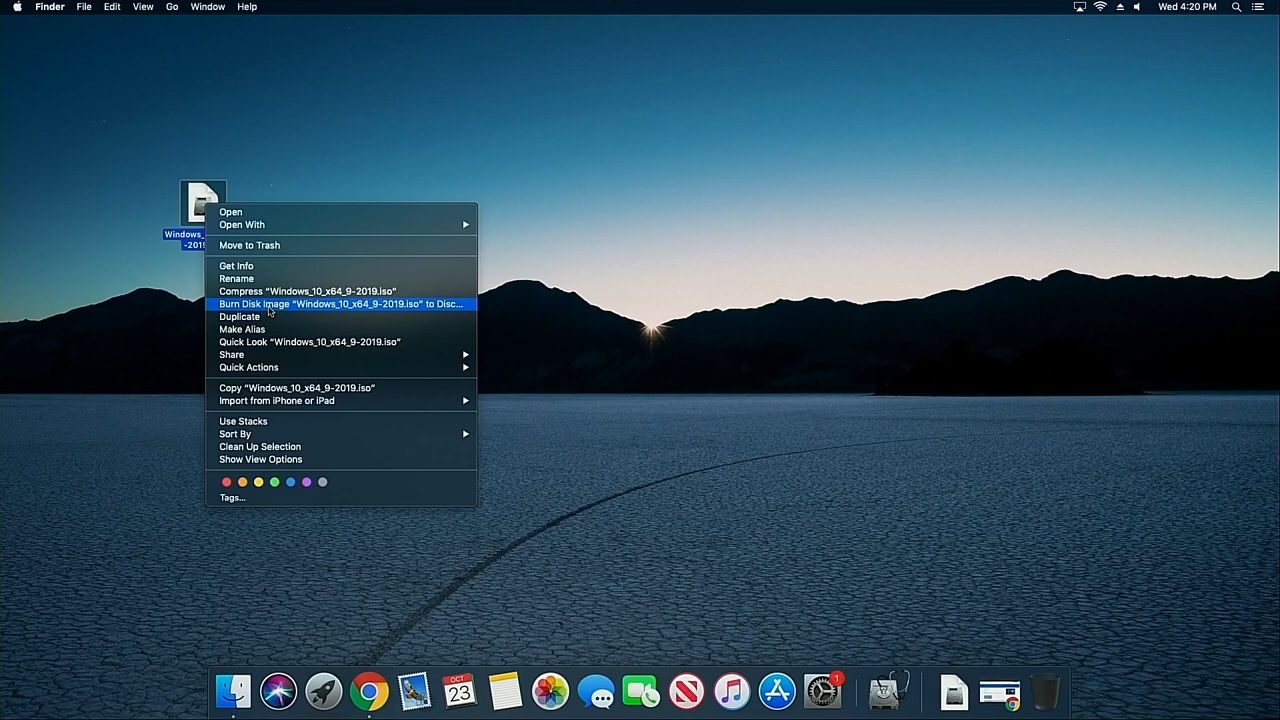 Finder File Edit View Go Window Help Wed 4:20 PM
Windows_
-2019
Open
Open With
Move to Trash
Get Info
Rename
Compress “Windows_10_x64_9-2019.iso”
Burn Disk Image “Windows_10_x64_9-2019.iso” to Disc...
Duplicate
Make Alias
Quick Look “Windows_10_x64_9-2019.iso”
Share
Quick Actions
Copy “Windows_10_x64_9-2019.iso”
Import from iPhone or iPad
Use Stacks
Sort By
Clean Up Selection
Show View Options
Tags...
OCT
23
1